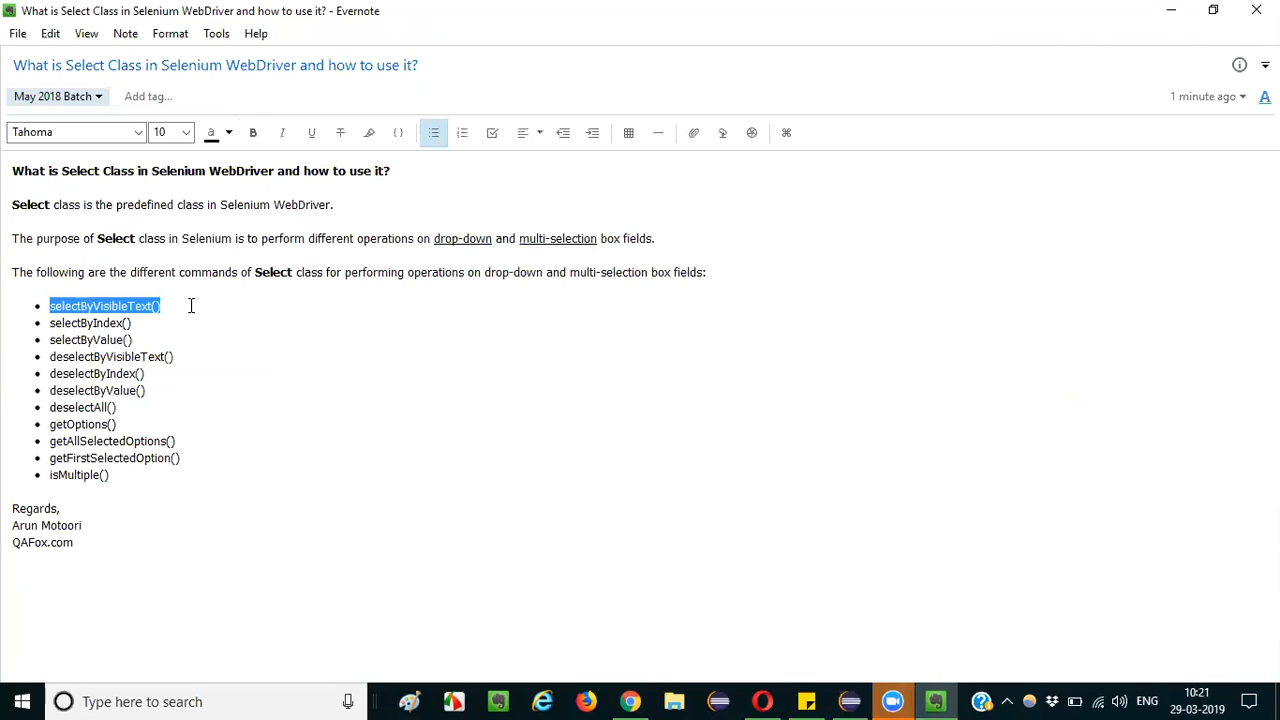 What is Select Class in Selenium WebDriver and how to use it? - Evernote
File Edit View Note Format Tools Help
What is Select Class in Selenium WebDriver and how to use it?
May 2018 Batch Add tag... 1 minute ago A
Tahoma 10 a B I U T { }
What is Select Class in Selenium WebDriver and how to use it?
Select class is the predefined class in Selenium WebDriver.
The purpose of Select class in Selenium is to perform different operations on drop-down and multi-selection box fields.
The following are the different commands of Select class for performing operations on drop-down and multi-selection box fields:
• selectByVisibleText()
• selectByIndex()
• selectByValue()
• deselectByVisibleText()
• deselectByIndex()
• deselectByValue()
• deselectAll()
• getOptions()
• getAllSelectedOptions()
• getFirstSelectedOption()
• isMultiple()
Regards,
Arun Motoori
QAFox.com
Type here to search ENG 10:21
29-03-2019